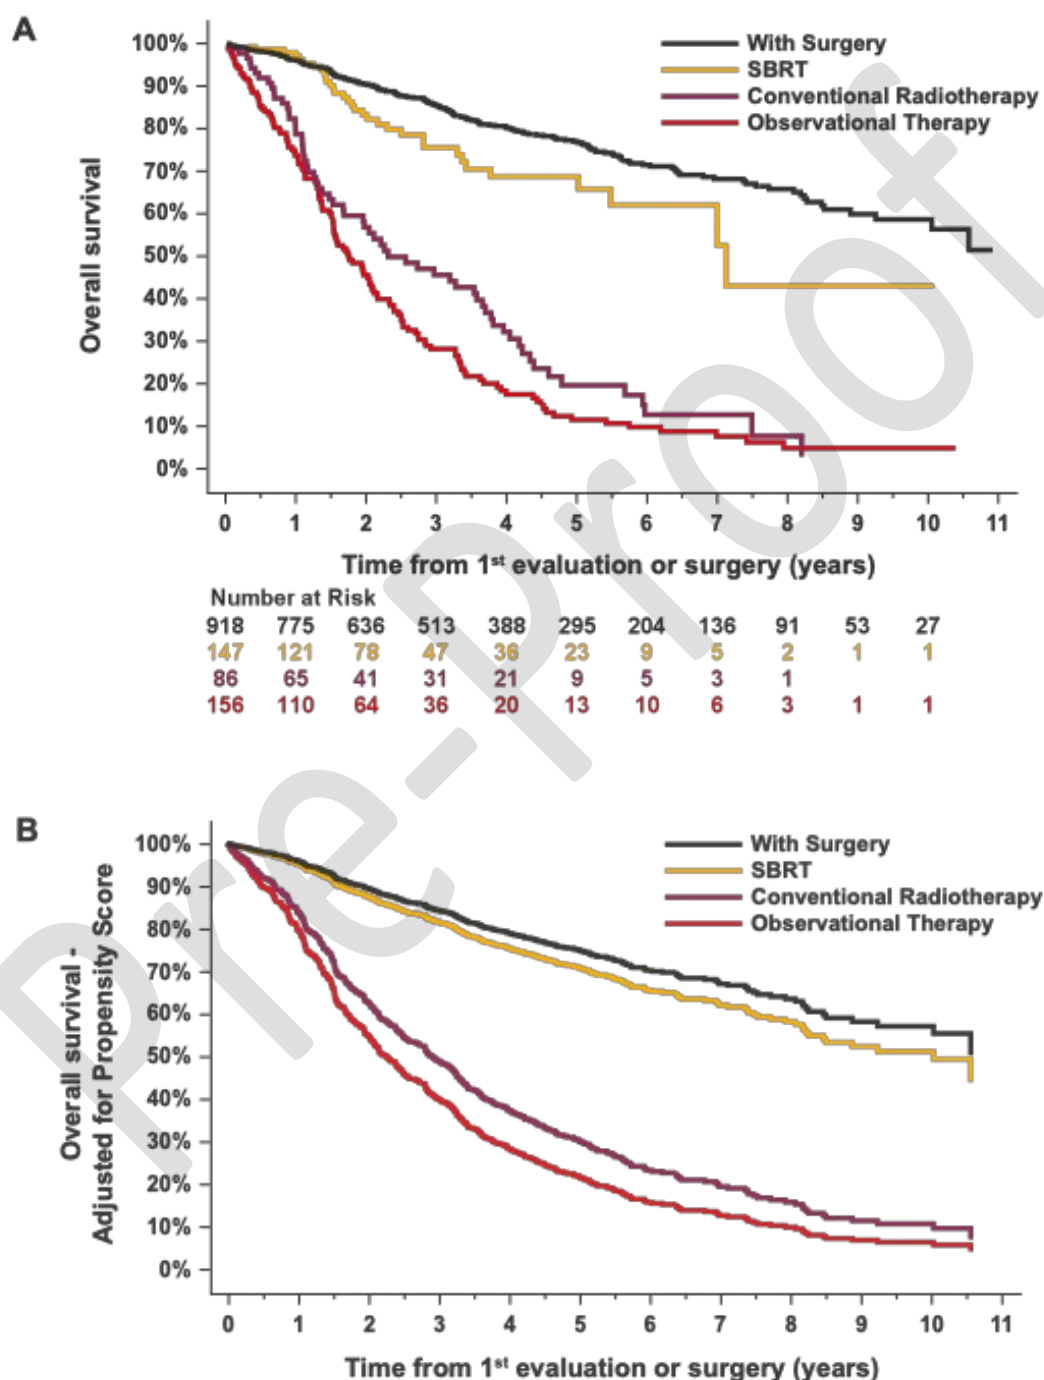 A
100%
90%
80%
70%
60%
50%
40%
30%
20%
10%
0%
Overall survival
With Surgery
SBRT
Conventional Radiotherapy
Observational Therapy
0 1 2 3 4 5 6 7 8 9 10 11
Time from 1st evaluation or surgery (years)
Number at Risk
918 775 636 513 388 295 204 136 91 53 27
147 121 78 47 36 23 9 5 2 1 1
86 65 41 31 21 9 5 3 1
156 110 64 36 20 13 10 6 3 1 1
B
100%
90%
80%
70%
60%
50%
40%
30%
20%
10%
0%
Overall survival -
Adjusted for Propensity Score
With Surgery
SBRT
Conventional Radiotherapy
Observational Therapy
0 1 2 3 4 5 6 7 8 9 10 11
Time from 1st evaluation or surgery (years)
Pre-Proof